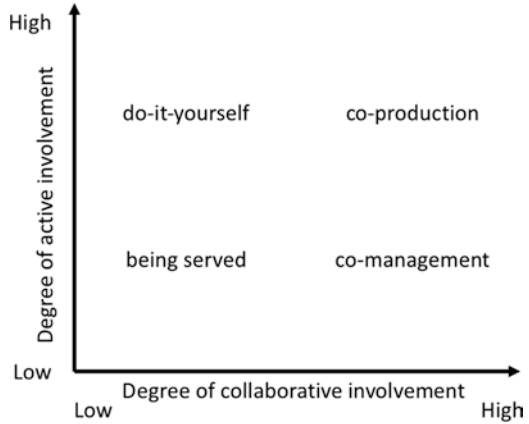 High
do-it-yourself co-production
Degree of active involvement
being served co-management
Low
Degree of collaborative involvement
Low High